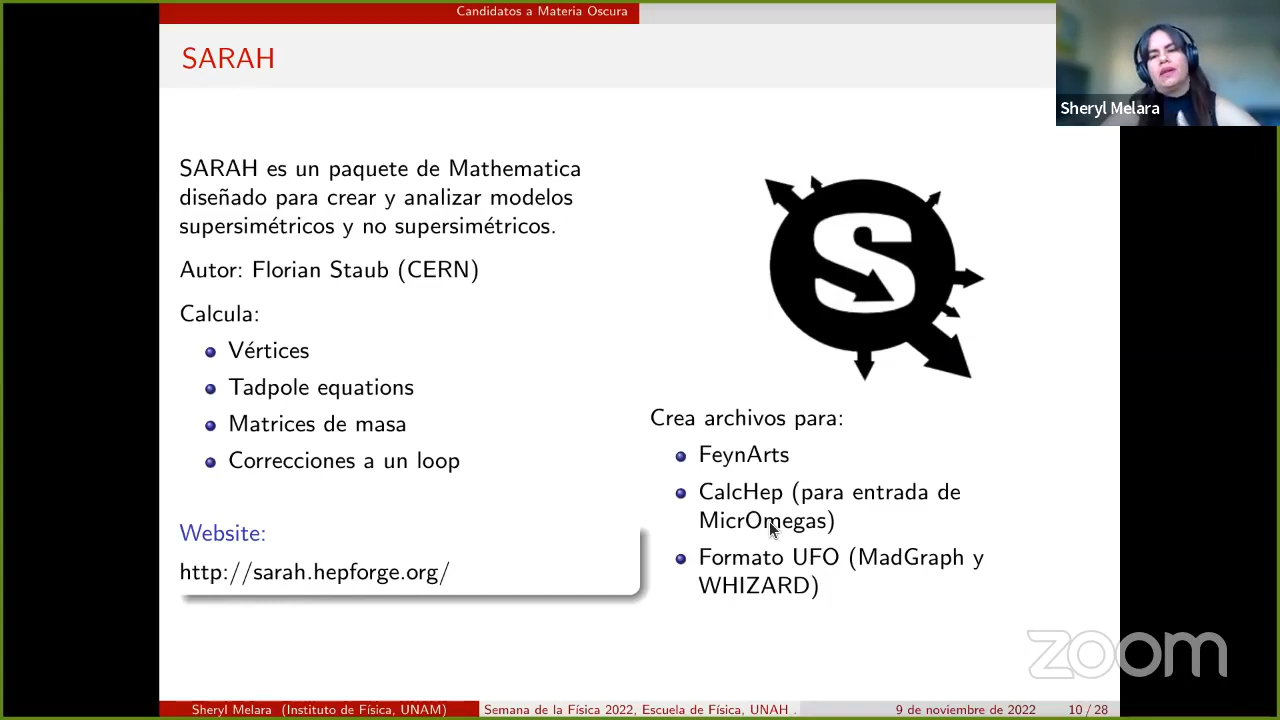 Candidatos a Materia Oscura
SARAH
Sheryl Melara
SARAH es un paquete de Mathematica
diseñado para crear y analizar modelos
supersimétricos y no supersimétricos.
Autor: Florian Staub (CERN)
Calcula:
Vértices
Tadpole equations
Matrices de masa
Correcciones a un loop
Website:
http://sarah.hepforge.org/
S
Crea archivos para:
FeynArts
CalcHep (para entrada de
MicrOmegas)
Formato UFO (MadGraph y
WHIZARD)
zoom
Sheryl Melara (Instituto de Física, UNAM)
Semana de la Física 2022, Escuela de Física, UNAH .
9 de noviembre de 2022
10 / 28